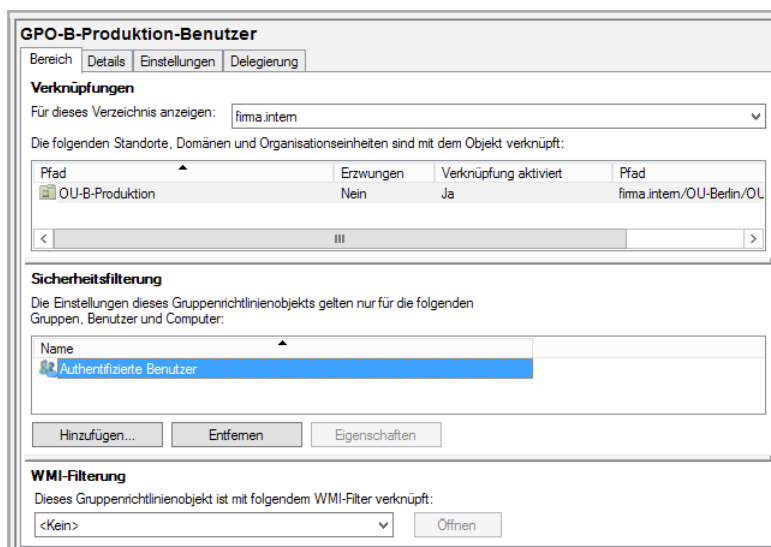 GPO-B-Produktion-Benutzer
Bereich Details Einstellungen Delegierung
Verknüpfungen
Für dieses Verzeichnis anzeigen: firma.intern
Die folgenden Standorte, Domänen und Organisationseinheiten sind mit dem Objekt verknüpft:
Pfad Erzwungen Verknüpfung aktiviert Pfad
OU-B-Produktion Nein Ja firma.intern/OU-Berlin/OU
Sicherheitsfilterung
Die Einstellungen dieses Gruppenrichtlinienobjekts gelten nur für die folgenden
Gruppen, Benutzer und Computer:
Name
Authentifizierte Benutzer
Hinzufügen... Entfernen Eigenschaften
WMI-Filterung
Dieses Gruppenrichtlinienobjekt ist mit folgendem WMI-Filter verknüpft:
<Kein> Öffnen